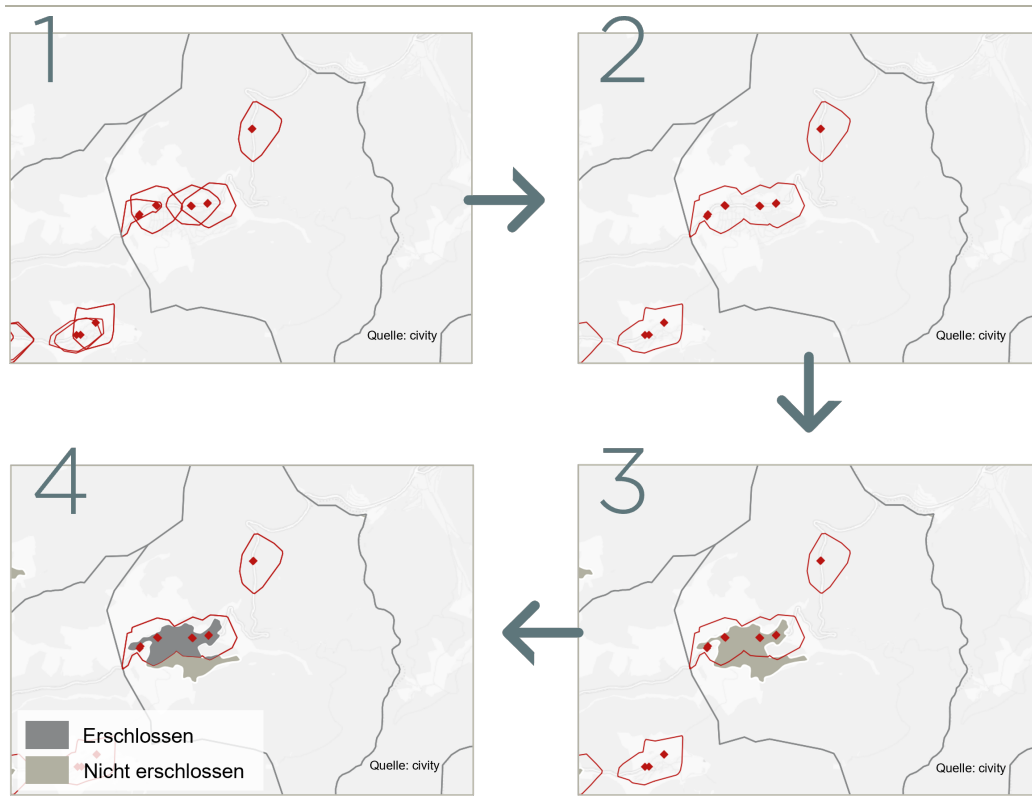 1
2
Quelle: civity
Quelle: civity
4
3
Erschlossen
Nicht erschlossen
Quelle: civity
Quelle: civity